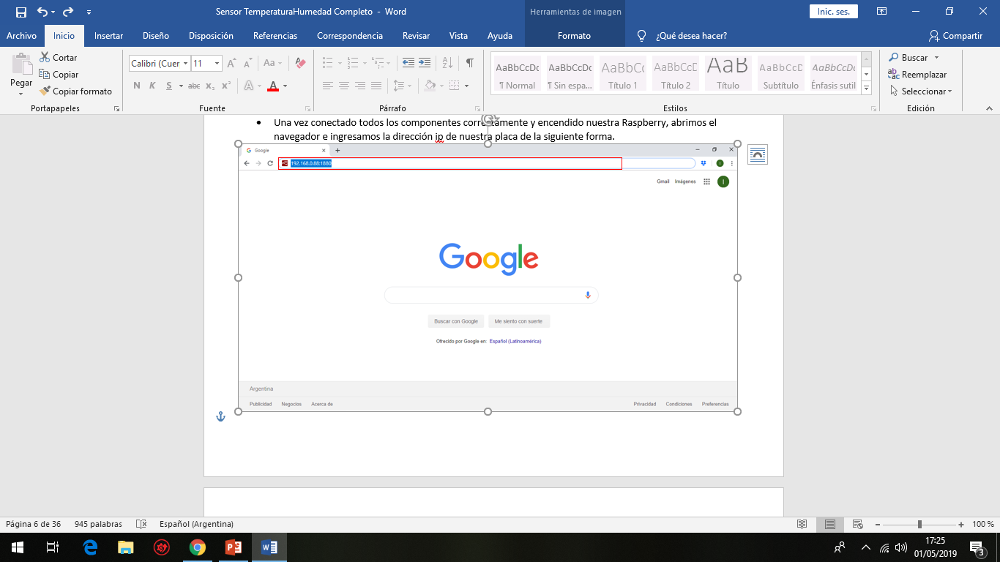 Sensor TemperaturaHumedad Completo - Word
Herramientas de imagen
Inic. ses.
Archivo Inicio Insertar Diseño Disposición Referencias Correspondencia Revisar Vista Ayuda Formato ¿Qué desea hacer? Compartir
Pegar
Cortar
Copiar
Copiar formato
Portapapeles
Calibri (Cuer 11
Aa
N K S abc x₂ x² A A
Fuente
Párrafo
AaBbCcDc AaBbCcDc AaBbCc AaBbCcD AaB AaBbCcD AaBbCcDc
¶ Normal ¶ Sin espa... Título 1 Título 2 Título Subtítulo Énfasis sutil
Estilos
Buscar
Reemplazar
Seleccionar
Edición
• Una vez conectado todos los componentes correctamente y encendido nuestra Raspberry, abrimos el
navegador e ingresamos la dirección ip de nuestra placa de la siguiente forma.
Google
192.168.0.88:1880
Gmail Imágenes I
Google
Buscar con Google Me siento con suerte
Ofrecido por Google en: Español (Latinoamérica)
Argentina
Publicidad Negocios Acerca de Privacidad Condiciones Preferencias
Página 6 de 36 945 palabras Español (Argentina) 100 %
17:25
01/05/2019
3